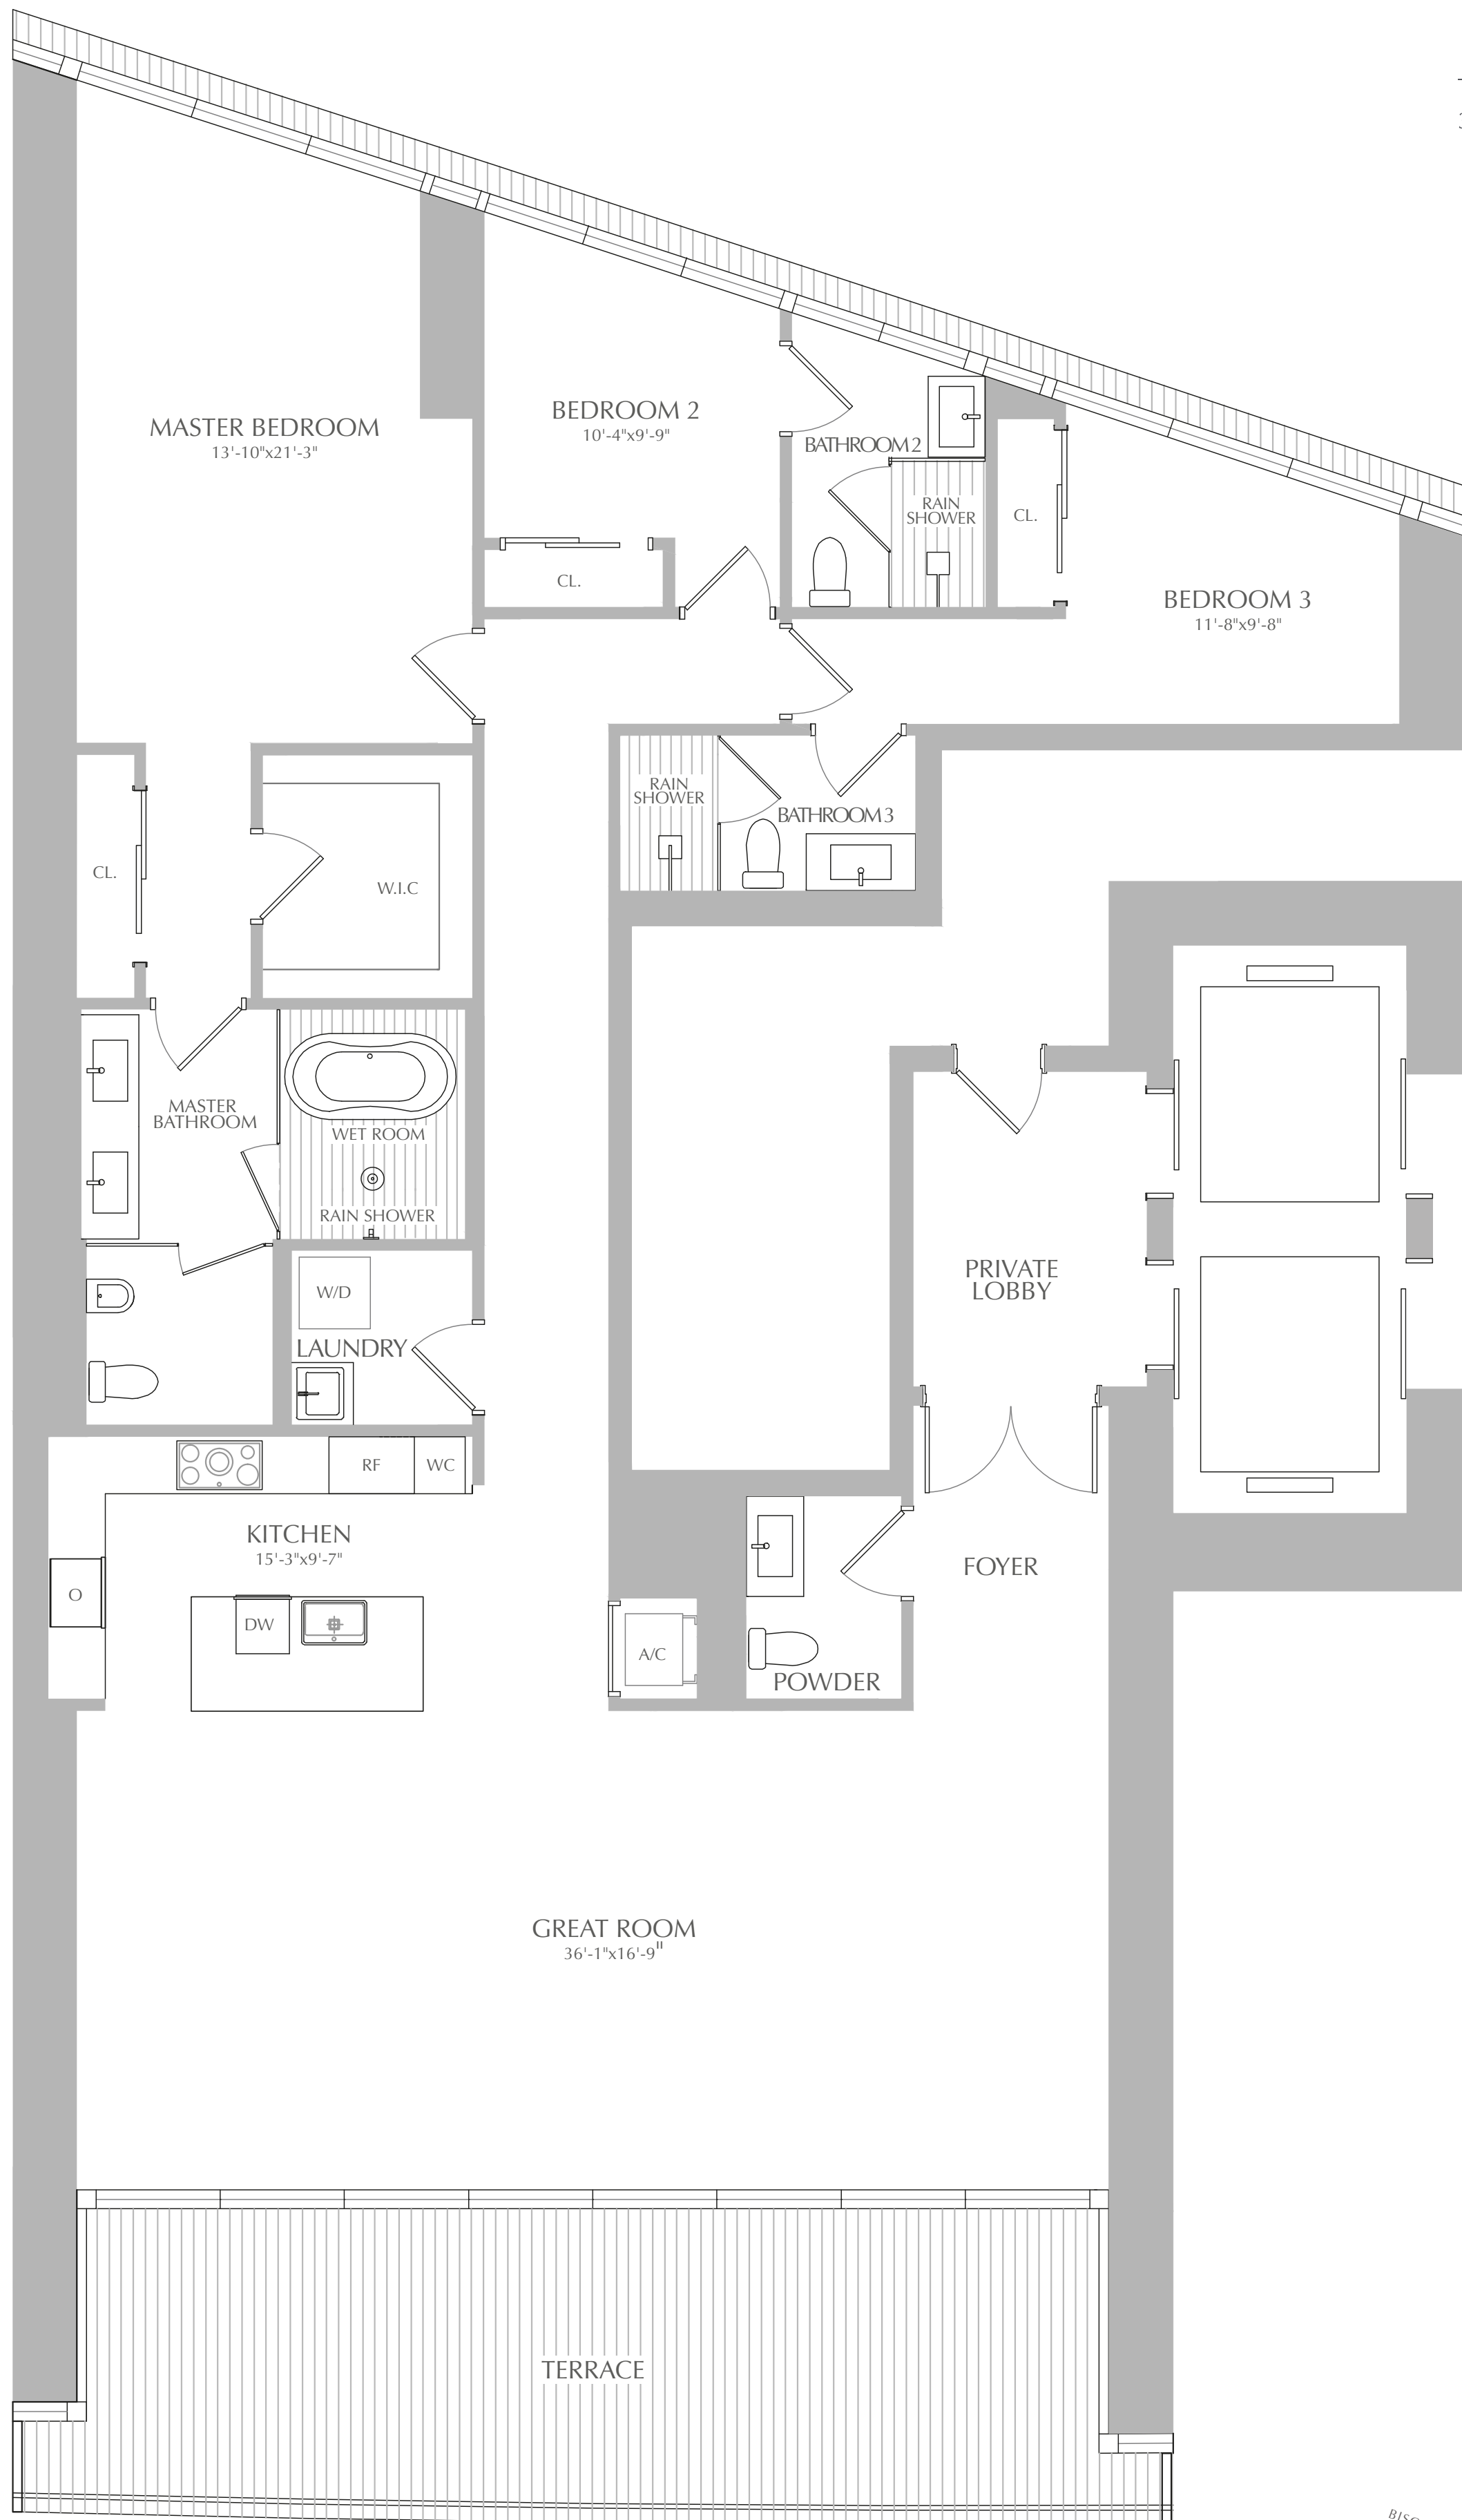 MASTER BEDROOM
13'-10"x21'-3"
BEDROOM 2
10'-4"x9'-9"
BATHROOM 2
RAIN
SHOWER
CL.
CL.
BEDROOM 3
11'-8"x9'-8"
RAIN
SHOWER
BATHROOM 3
CL.
W.I.C
MASTER
BATHROOM
WET ROOM
RAIN SHOWER
W/D
LAUNDRY
PRIVATE
LOBBY
RF
WC
KITCHEN
15'-3"x9'-7"
O
DW
FOYER
A/C
POWDER
GREAT ROOM
36'-1"x16'-9"
TERRACE